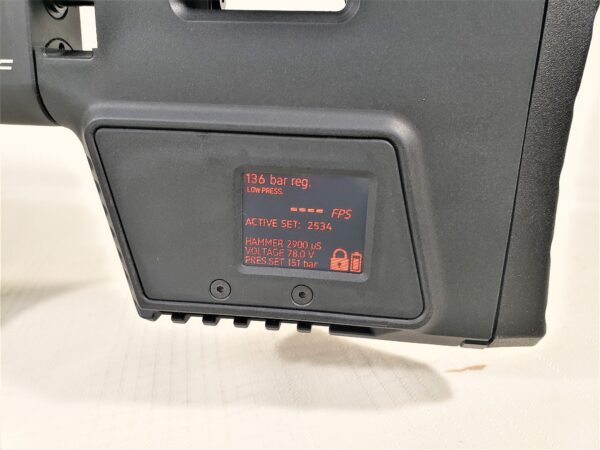 136 bar reg.
LOW PRESS.
---- FPS
ACTIVE SET: 2534
HAMMER 2900 µS
VOLTAGE 78.0 V
PRES.SET 151 bar